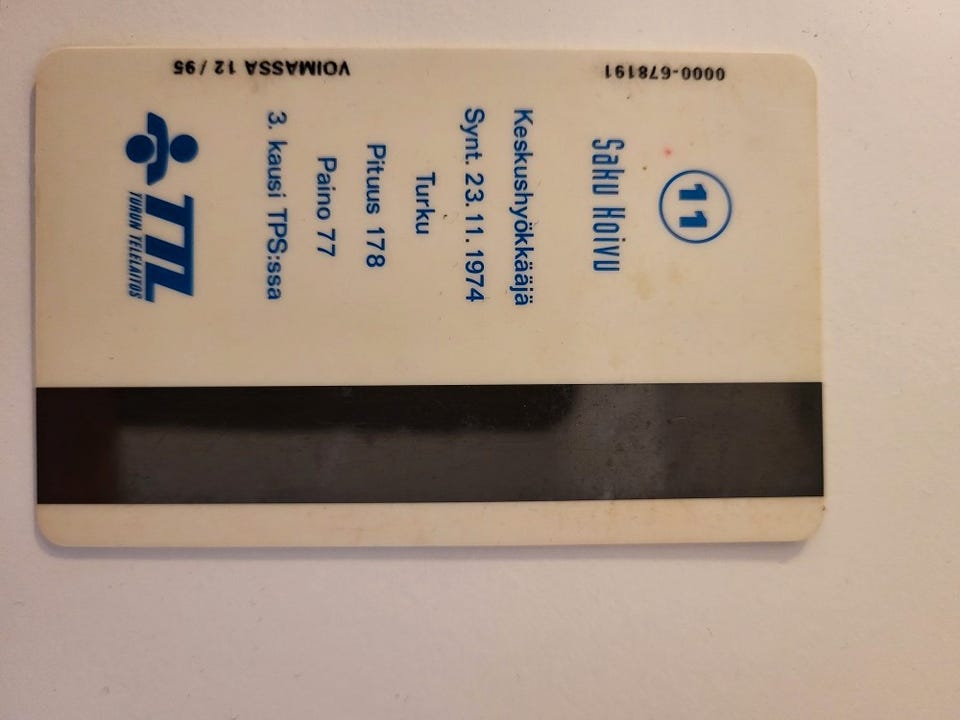 11
Saku Koivu
Keskushyökkääjä
Synt. 23.11.1974
Turku
Pituus 178
Paino 77
3. kausi TPS:ssa
TTL
TURUN TELELAITOS
0000-678191
VOIMASSA 12 / 95